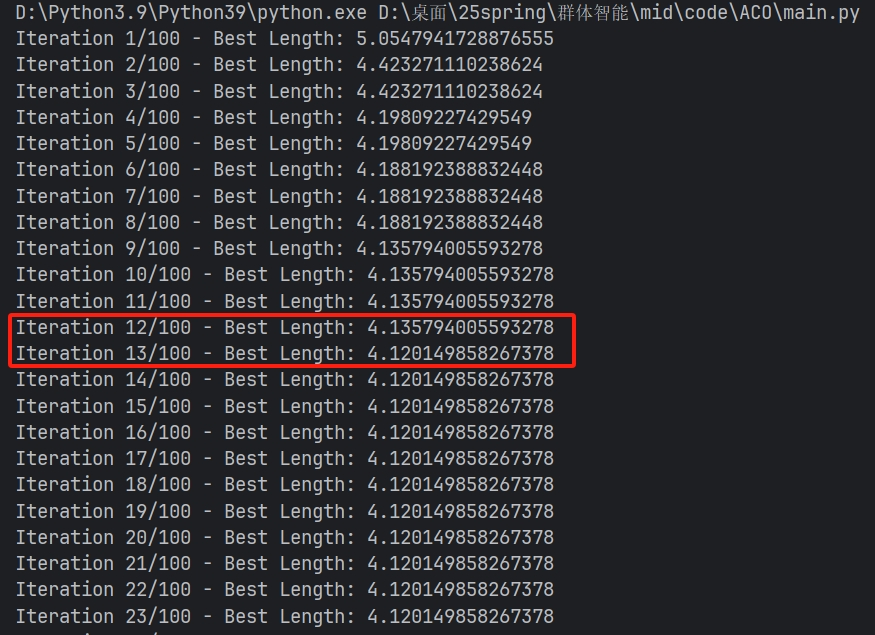 D:\Python3.9\Python39\python.exe D:\桌面\25spring\群体智能\mid\code\ACO\main.py
Iteration 1/100 - Best Length: 5.0547941728876555
Iteration 2/100 - Best Length: 4.423271110238624
Iteration 3/100 - Best Length: 4.423271110238624
Iteration 4/100 - Best Length: 4.19809227429549
Iteration 5/100 - Best Length: 4.19809227429549
Iteration 6/100 - Best Length: 4.188192388832448
Iteration 7/100 - Best Length: 4.188192388832448
Iteration 8/100 - Best Length: 4.188192388832448
Iteration 9/100 - Best Length: 4.135794005593278
Iteration 10/100 - Best Length: 4.135794005593278
Iteration 11/100 - Best Length: 4.135794005593278
Iteration 12/100 - Best Length: 4.135794005593278
Iteration 13/100 - Best Length: 4.120149858267378
Iteration 14/100 - Best Length: 4.120149858267378
Iteration 15/100 - Best Length: 4.120149858267378
Iteration 16/100 - Best Length: 4.120149858267378
Iteration 17/100 - Best Length: 4.120149858267378
Iteration 18/100 - Best Length: 4.120149858267378
Iteration 19/100 - Best Length: 4.120149858267378
Iteration 20/100 - Best Length: 4.120149858267378
Iteration 21/100 - Best Length: 4.120149858267378
Iteration 22/100 - Best Length: 4.120149858267378
Iteration 23/100 - Best Length: 4.120149858267378